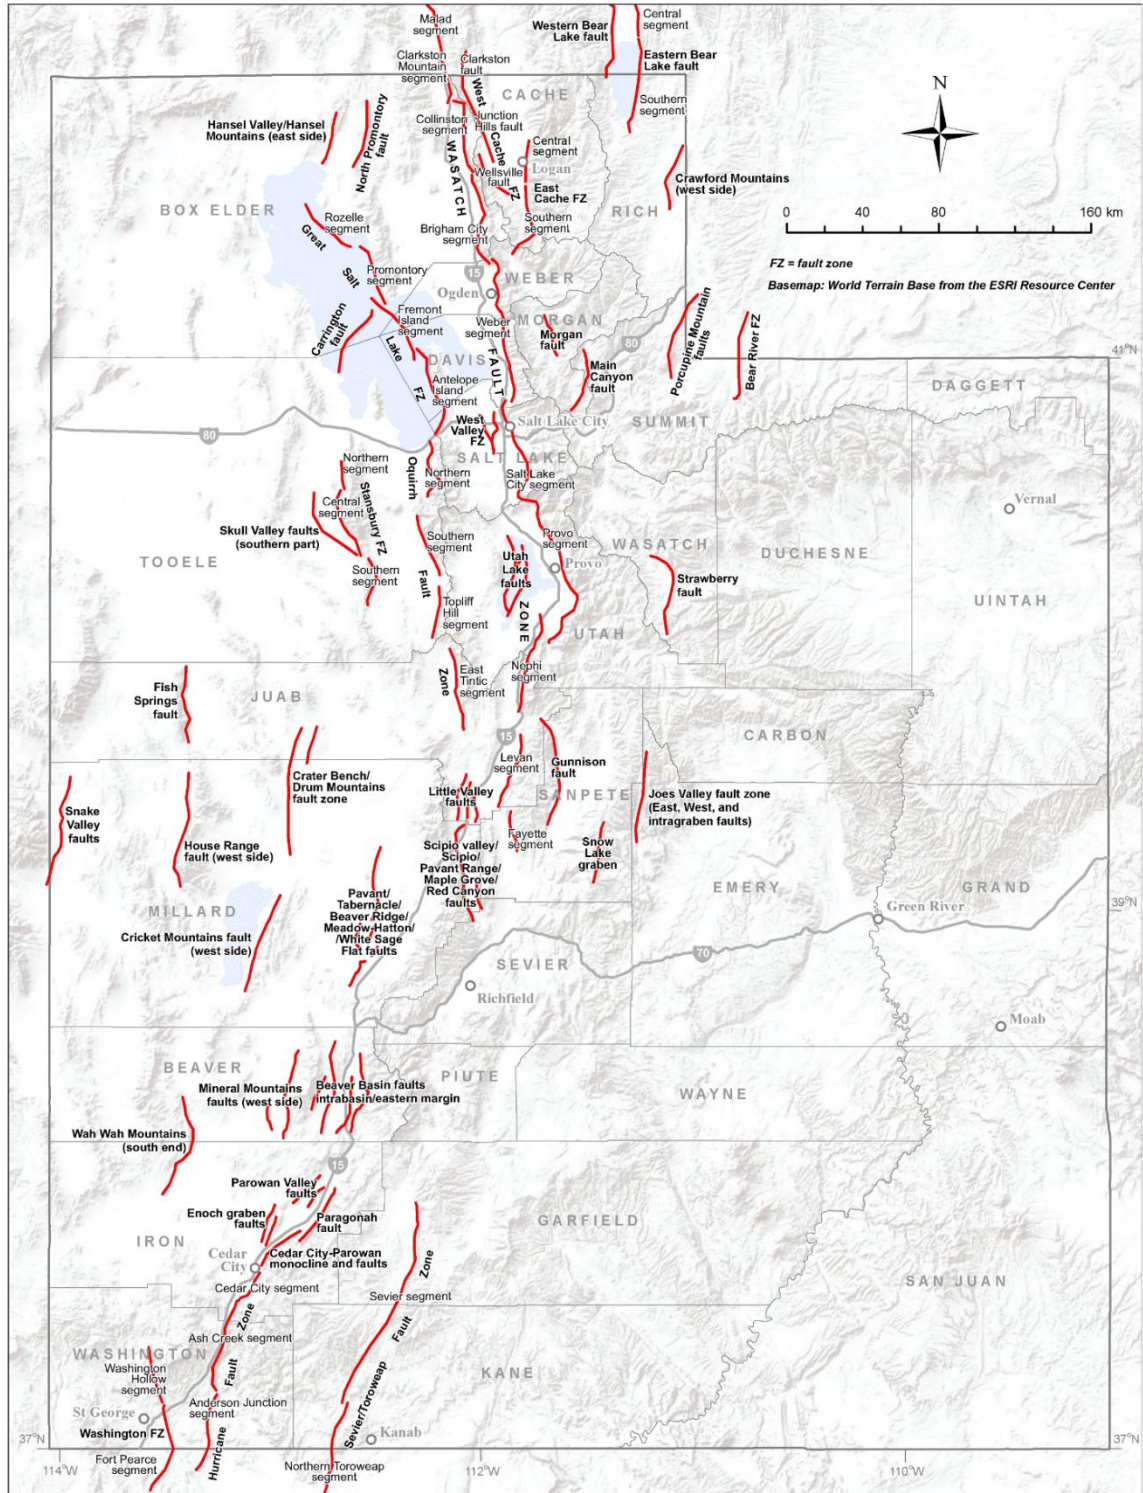 Malad
segment
Western Bear
Lake fault
Central
segment
Eastern Bear
Lake fault
Clarkston
Mountain
segment
Clarkston
fault
West
Cache
FZ
CACHE
N
Southern
segment
Hansel Valley/Hansel
Mountains (east side)
North Promontory
fault
Collinston
segment
Junction
Hills fault
WASATCH
FAULT
ZONE
Central
segment
Logan
Wellsville
fault
East
Cache FZ
Crawford Mountains
(west side)
BOX ELDER
RICH
Rozelle
segment
Great
Salt
Lake
FZ
Brigham City
segment
Southern
segment
0
40
80
160 km
FZ = fault zone
Basemap: World Terrain Base from the ESRI Resource Center
Promontory
segment
15
WEBER
Ogden
Carrington
fault
Fremont
Island
segment
Weber
segment
MORGAN
Morgan
fault
80
Porcupine Mountain
faults
Bear River FZ
41°N
DAVIS
Main
Canyon
fault
DAGGETT
Antelope
Island
segment
West
Valley
FZ
Salt Lake City
SUMMIT
80
SALT LAKE
Northern
segment
Oquirrh
Fault
Zone
Northern
segment
Salt Lake
City segment
Central
segment
Stansbury FZ
Vernal
Skull Valley faults
(southern part)
Southern
segment
Provo
segment
WASATCH
DUCHESNE
TOOELE
Utah
Lake
faults
Provo
Southern
segment
Strawberry
fault
UINTAH
Topliff
Hill
segment
UTAH
East
Tintic
segment
Nephi
segment
Fish
Springs
fault
JUAB
15
CARBON
Levan
segment
Gunnison
fault
Crater Bench/
Drum Mountains
fault zone
Little Valley
faults
SANPETE
Joes Valley fault zone
(East, West, and
intragraben faults)
Snake
Valley
faults
House Range
fault (west side)
Fayette
segment
Snow
Lake
graben
Scipio valley/
Scipio/
Pavant Range/
Maple Grove/
Red Canyon
faults
EMERY
GRAND
Pavant/
Tabernacle/
Beaver Ridge/
Meadow-Hatton/
/White Sage
Flat faults
MILLARD
Green River
39°N
Cricket Mountains fault
(west side)
SEVIER
70
Richfield
Moab
BEAVER
Mineral Mountains
faults (west side)
Beaver Basin faults
intrabasin/eastern margin
PIUTE
WAYNE
Wah Wah Mountains
(south end)
15
Parowan Valley
faults
Enoch graben
faults
Paragonah
fault
GARFIELD
IRON
Cedar
City
Cedar City-Parowan
monocline and faults
Cedar City segment
Sevier segment
SAN JUAN
Ash Creek segment
Hurricane
Fault
Zone
Sevier/Toroweap
Fault
Zone
WASHINGTON
Washington
Hollow
segment
KANE
Anderson Junction
segment
St George
Washington FZ
Kanab
37°N
37°N
Fort Pearce
segment
Northern Toroweap
segment
114°W
112°W
110°W